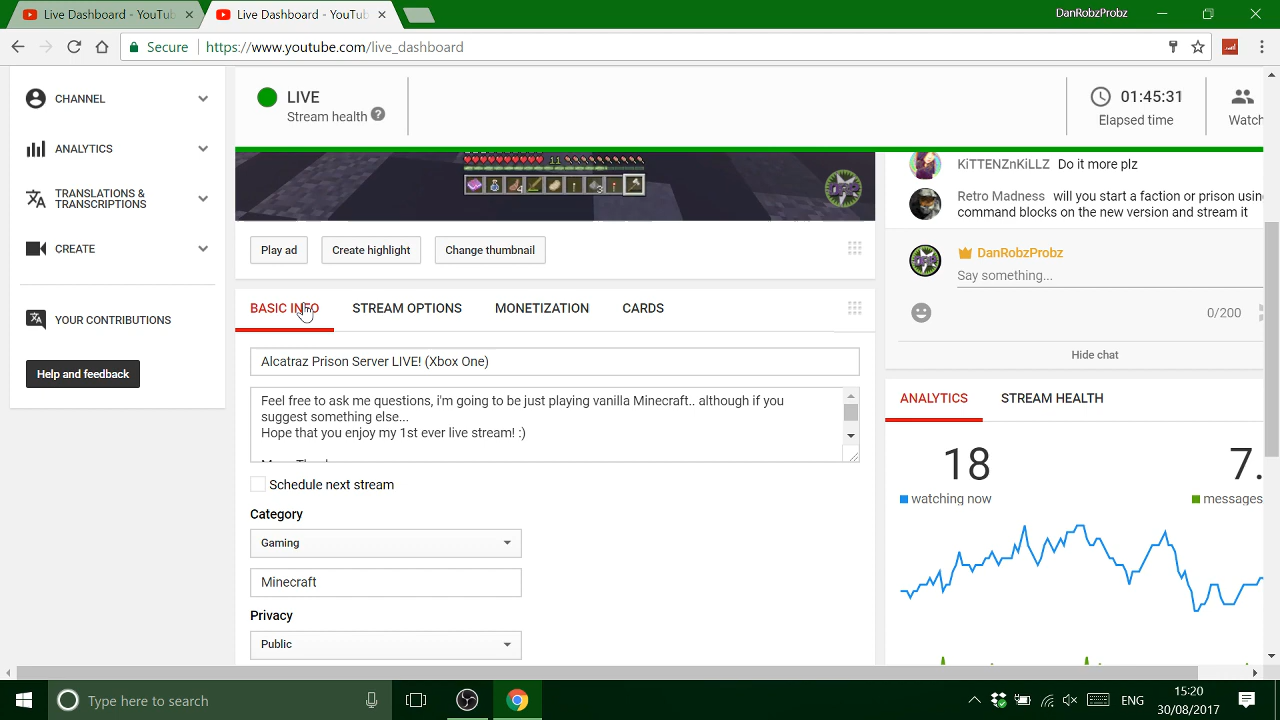 Live Dashboard - YouTub
Live Dashboard - YouTub
DanRobzProbz
Secure
https://www.youtube.com/live_dashboard
CHANNEL
ANALYTICS
TRANSLATIONS &
TRANSCRIPTIONS
CREATE
YOUR CONTRIBUTIONS
Help and feedback
LIVE
Stream health ?
01:45:31
Elapsed time
Watch
11
4
3
Play ad
Create highlight
Change thumbnail
BASIC INFO
STREAM OPTIONS
MONETIZATION
CARDS
Alcatraz Prison Server LIVE! (Xbox One)
Feel free to ask me questions, i'm going to be just playing vanilla Minecraft.. although if you
suggest something else...
Hope that you enjoy my 1st ever live stream! :)
Schedule next stream
Category
Gaming
Minecraft
Privacy
Public
KiTTENZnKiLLZ Do it more plz
Retro Madness will you start a faction or prison using
command blocks on the new version and stream it
DanRobzProbz
Say something...
0/200
Hide chat
ANALYTICS
STREAM HEALTH
18
watching now
7.
messages
Type here to search
ENG
15:20
30/08/2017